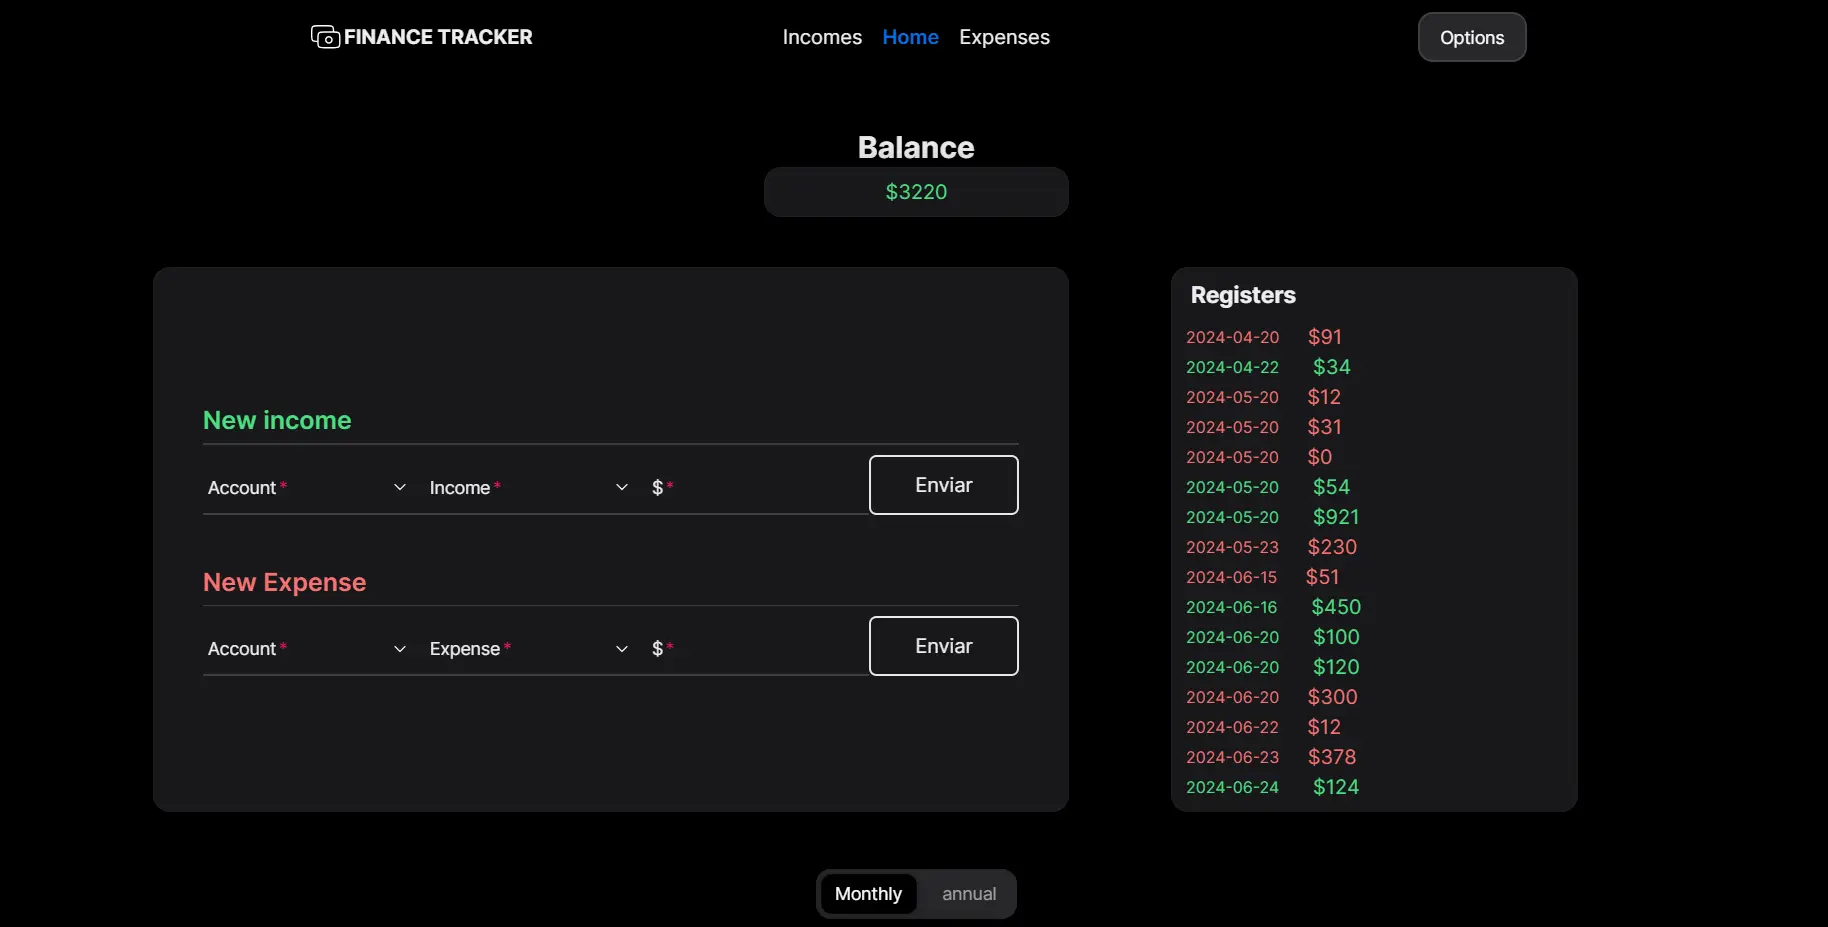 FINANCE TRACKER
Incomes Home Expenses
Options
Balance
$3220
New income
Account* Income* $* Enviar
New Expense
Account* Expense* $* Enviar
Registers
2024-04-20 $91
2024-04-22 $34
2024-05-20 $12
2024-05-20 $31
2024-05-20 $0
2024-05-20 $54
2024-05-20 $921
2024-05-23 $230
2024-06-15 $51
2024-06-16 $450
2024-06-20 $100
2024-06-20 $120
2024-06-20 $300
2024-06-22 $12
2024-06-23 $378
2024-06-24 $124
Monthly annual